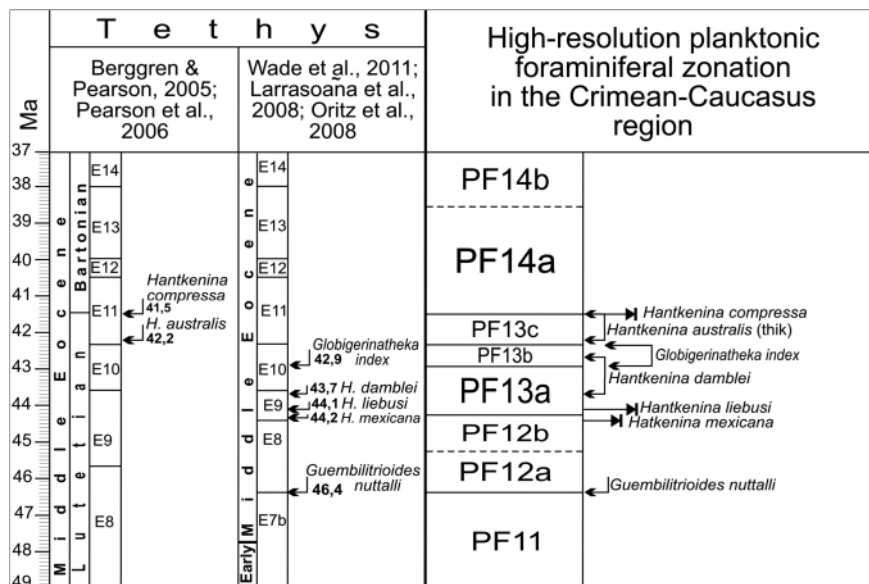 T e t h y s
Berggren &
Pearson, 2005;
Pearson et al.,
2006
Wade et al., 2011;
Larrasoaña et al.,
2008; Oritz et al.,
2008
High-resolution planktonic
foraminiferal zonation
in the Crimean-Caucasus
region
Ma
37
38
39
40
41
42
43
44
45
46
47
48
49
Middle Eocene
Bartonian
Lutetian
E14
E13
E12
E11
E10
E9
E8
Hantkenina
compressa
41,5
H. australis
42,2
Middle Eocene
Early
E14
E13
E12
E11
E10
E9
E8
E7b
Globigerinatheka
index
42,9
43,7 H. damblei
44,1 H. liebusi
44,2 H. mexicana
Guembilitrioides
nuttalli
46,4
PF14b
PF14a
PF13c
PF13b
PF13a
PF12b
PF12a
PF11
Hantkenina compressa
Hantkenina australis (thik)
Globigerinatheka index
Hantkenina damblei
Hantkenina liebusi
Hatkenina mexicana
Guembilitrioides nuttalli